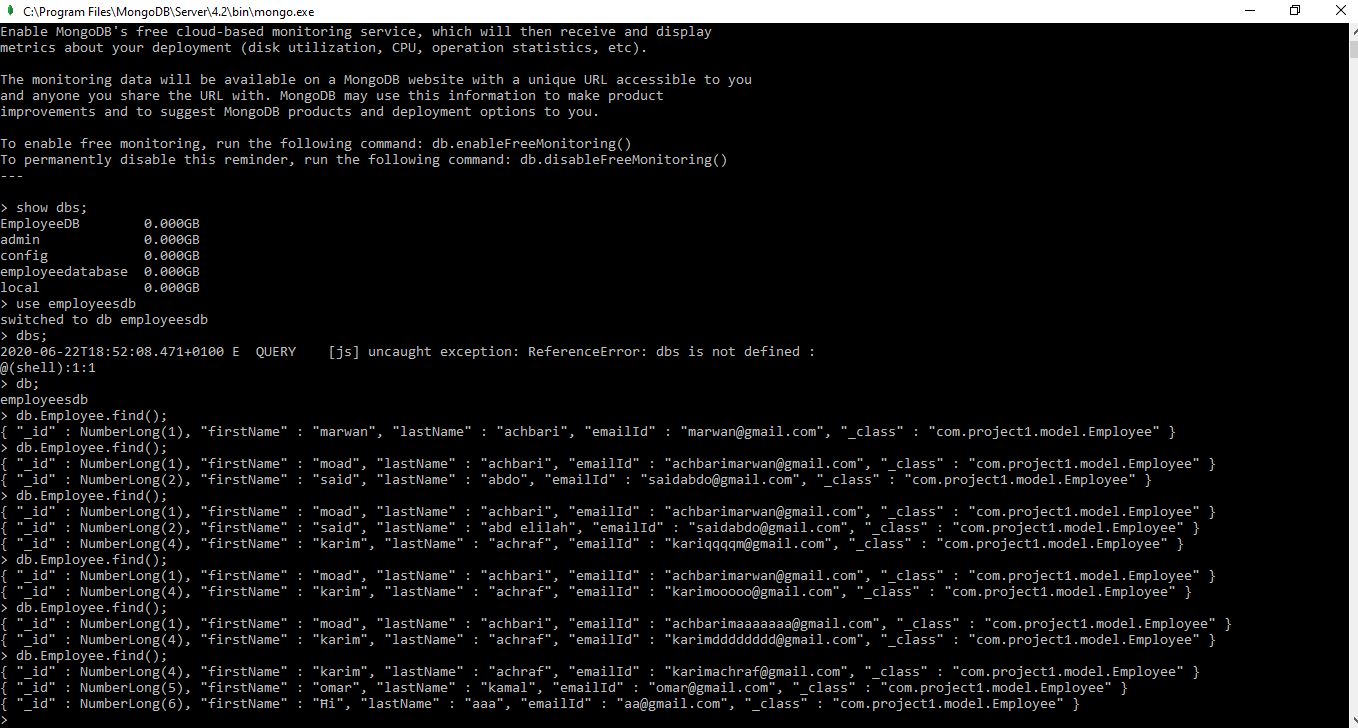 C:\Program Files\MongoDB\Server\4.2\bin\mongo.exe
Enable MongoDB's free cloud-based monitoring service, which will then receive and display
metrics about your deployment (disk utilization, CPU, operation statistics, etc).
The monitoring data will be available on a MongoDB website with a unique URL accessible to you
and anyone you share the URL with. MongoDB may use this information to make product
improvements and to suggest MongoDB products and deployment options to you.
To enable free monitoring, run the following command: db.enableFreeMonitoring()
To permanently disable this reminder, run the following command: db.disableFreeMonitoring()
---
> show dbs;
EmployeeDB        0.000GB
admin             0.000GB
config            0.000GB
employeedatabase  0.000GB
local             0.000GB
> use employeesdb
switched to db employeesdb
> dbs;
2020-06-22T18:52:08.471+0100 E  QUERY    [js] uncaught exception: ReferenceError: dbs is not defined :
@(shell):1:1
> db;
employeesdb
> db.Employee.find();
{ "_id" : NumberLong(1), "firstName" : "marwan", "lastName" : "achbari", "emailId" : "marwan@gmail.com", "_class" : "com.project1.model.Employee" }
> db.Employee.find();
{ "_id" : NumberLong(1), "firstName" : "moad", "lastName" : "achbari", "emailId" : "achbarimarwan@gmail.com", "_class" : "com.project1.model.Employee" }
{ "_id" : NumberLong(2), "firstName" : "said", "lastName" : "abdo", "emailId" : "saidabdo@gmail.com", "_class" : "com.project1.model.Employee" }
> db.Employee.find();
{ "_id" : NumberLong(1), "firstName" : "moad", "lastName" : "achbari", "emailId" : "achbarimarwan@gmail.com", "_class" : "com.project1.model.Employee" }
{ "_id" : NumberLong(2), "firstName" : "said", "lastName" : "abd elilah", "emailId" : "saidabdo@gmail.com", "_class" : "com.project1.model.Employee" }
{ "_id" : NumberLong(4), "firstName" : "karim", "lastName" : "achraf", "emailId" : "kariqqqqm@gmail.com", "_class" : "com.project1.model.Employee" }
> db.Employee.find();
{ "_id" : NumberLong(1), "firstName" : "moad", "lastName" : "achbari", "emailId" : "achbarimarwan@gmail.com", "_class" : "com.project1.model.Employee" }
{ "_id" : NumberLong(4), "firstName" : "karim", "lastName" : "achraf", "emailId" : "karimooooo@gmail.com", "_class" : "com.project1.model.Employee" }
> db.Employee.find();
{ "_id" : NumberLong(1), "firstName" : "moad", "lastName" : "achbari", "emailId" : "achbarimaaaaaaa@gmail.com", "_class" : "com.project1.model.Employee" }
{ "_id" : NumberLong(4), "firstName" : "karim", "lastName" : "achraf", "emailId" : "karimdddddddd@gmail.com", "_class" : "com.project1.model.Employee" }
> db.Employee.find();
{ "_id" : NumberLong(4), "firstName" : "karim", "lastName" : "achraf", "emailId" : "karimachraf@gmail.com", "_class" : "com.project1.model.Employee" }
{ "_id" : NumberLong(5), "firstName" : "omar", "lastName" : "kamal", "emailId" : "omar@gmail.com", "_class" : "com.project1.model.Employee" }
{ "_id" : NumberLong(6), "firstName" : "Hi", "lastName" : "aaa", "emailId" : "aa@gmail.com", "_class" : "com.project1.model.Employee" }
>